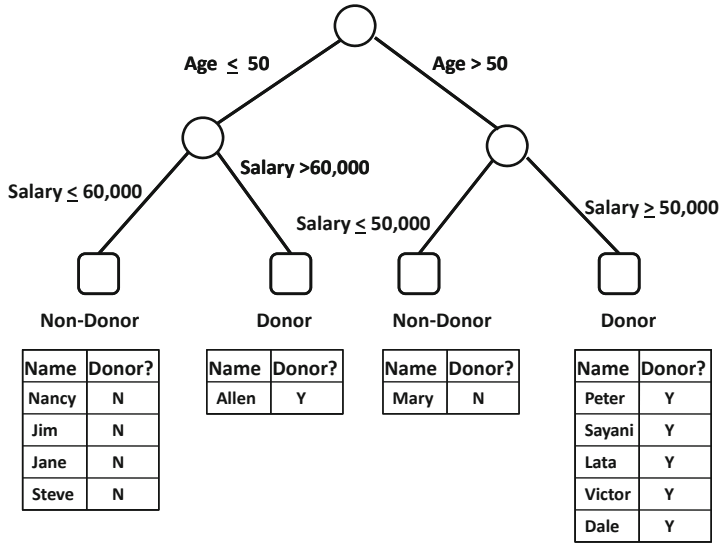 Age ≤ 50
Age > 50
Salary >60,000
Salary ≤ 60,000
Salary ≤ 50,000
Salary ≥ 50,000
Non-Donor
Donor
Non-Donor
Donor
Name Donor?
Nancy N
Jim N
Jane N
Steve N
Name Donor?
Allen Y
Name Donor?
Mary N
Name Donor?
Peter Y
Sayani Y
Lata Y
Victor Y
Dale Y